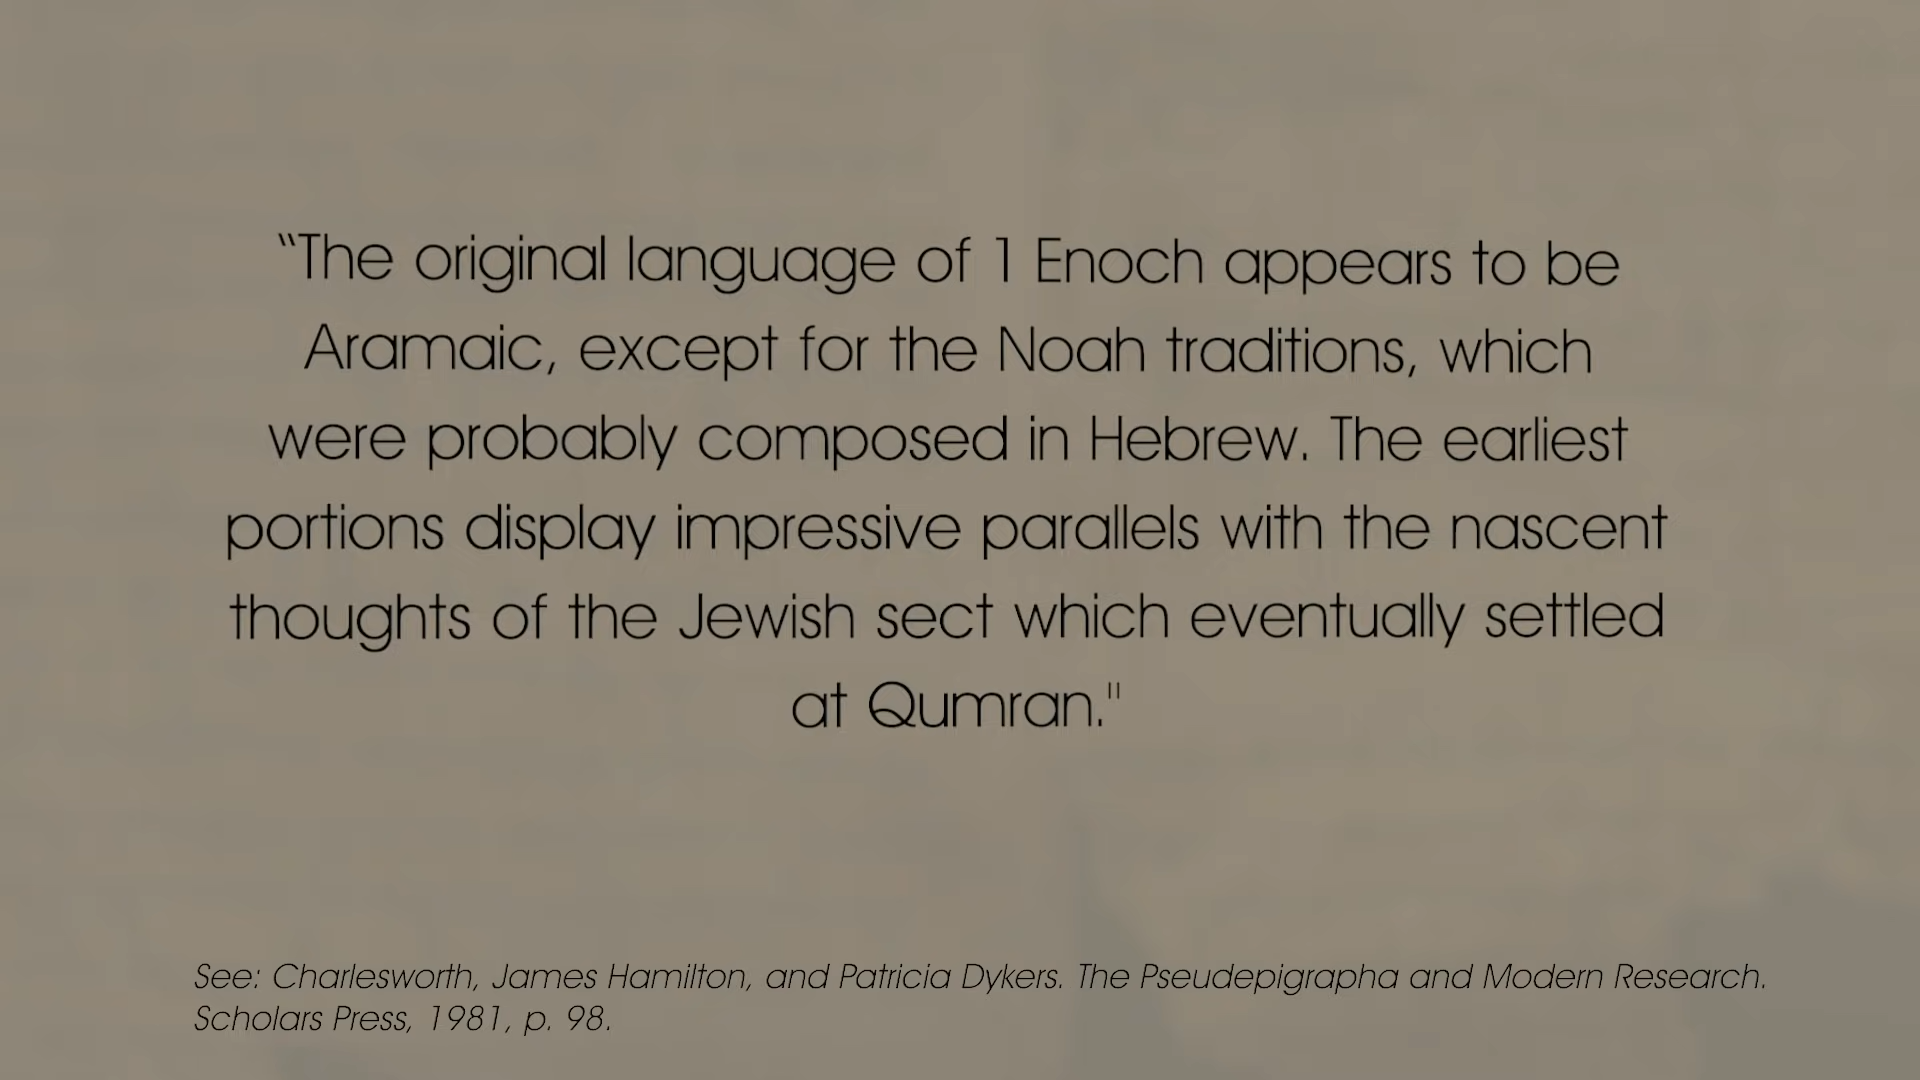 “The original language of 1 Enoch appears to be
Aramaic, except for the Noah traditions, which
were probably composed in Hebrew. The earliest
portions display impressive parallels with the nascent
thoughts of the Jewish sect which eventually settled
at Qumran."
See: Charlesworth, James Hamilton, and Patricia Dykers. The Pseudepigrapha and Modern Research.
Scholars Press, 1981, p. 98.